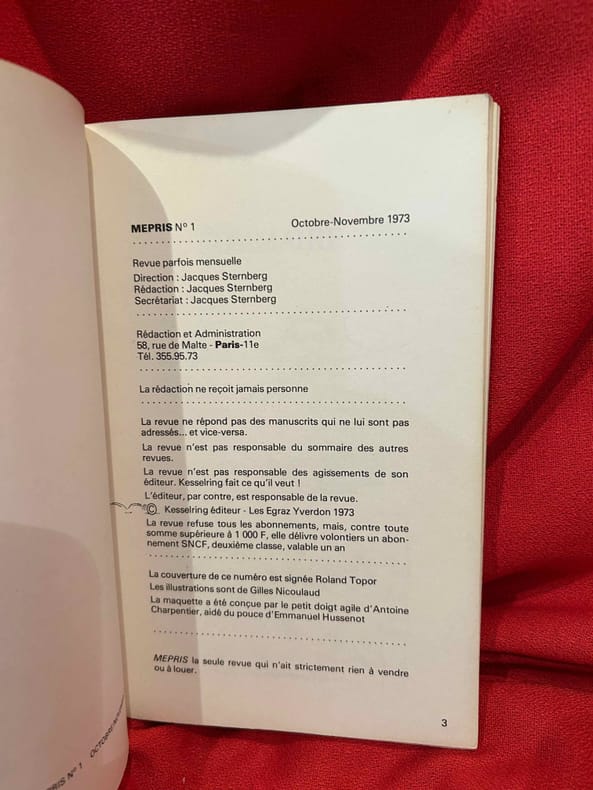 MEPRIS N° 1 Octobre-Novembre 1973
Revue parfois mensuelle
Direction : Jacques Sternberg
Rédaction : Jacques Sternberg
Secrétariat : Jacques Sternberg
Rédaction et Administration
58, rue de Malte - Paris-11e
Tél. 355.95.73
La rédaction ne reçoit jamais personne
La revue ne répond pas des manuscrits qui ne lui sont pas
adressés... et vice-versa.
La revue n'est pas responsable du sommaire des autres
revues.
La revue n'est pas responsable des agissements de son
éditeur. Kesselring fait ce qu'il veut !
L'éditeur, par contre, est responsable de la revue.
© Kesselring éditeur - Les Egraz Yverdon 1973
La revue refuse tous les abonnements, mais, contre toute
somme supérieure à 1 000 F, elle délivre volontiers un abon-
nement SNCF, deuxième classe, valable un an
La couverture de ce numéro est signée Roland Topor
Les illustrations sont de Gilles Nicoulaud
La maquette a été conçue par le petit doigt agile d'Antoine
Charpentier, aidé du pouce d'Emmanuel Hussenot
MEPRIS la seule revue qui n'ait strictement rien à vendre
ou à louer.
3
EPRIS N° 1 OCTOBRE/NOV